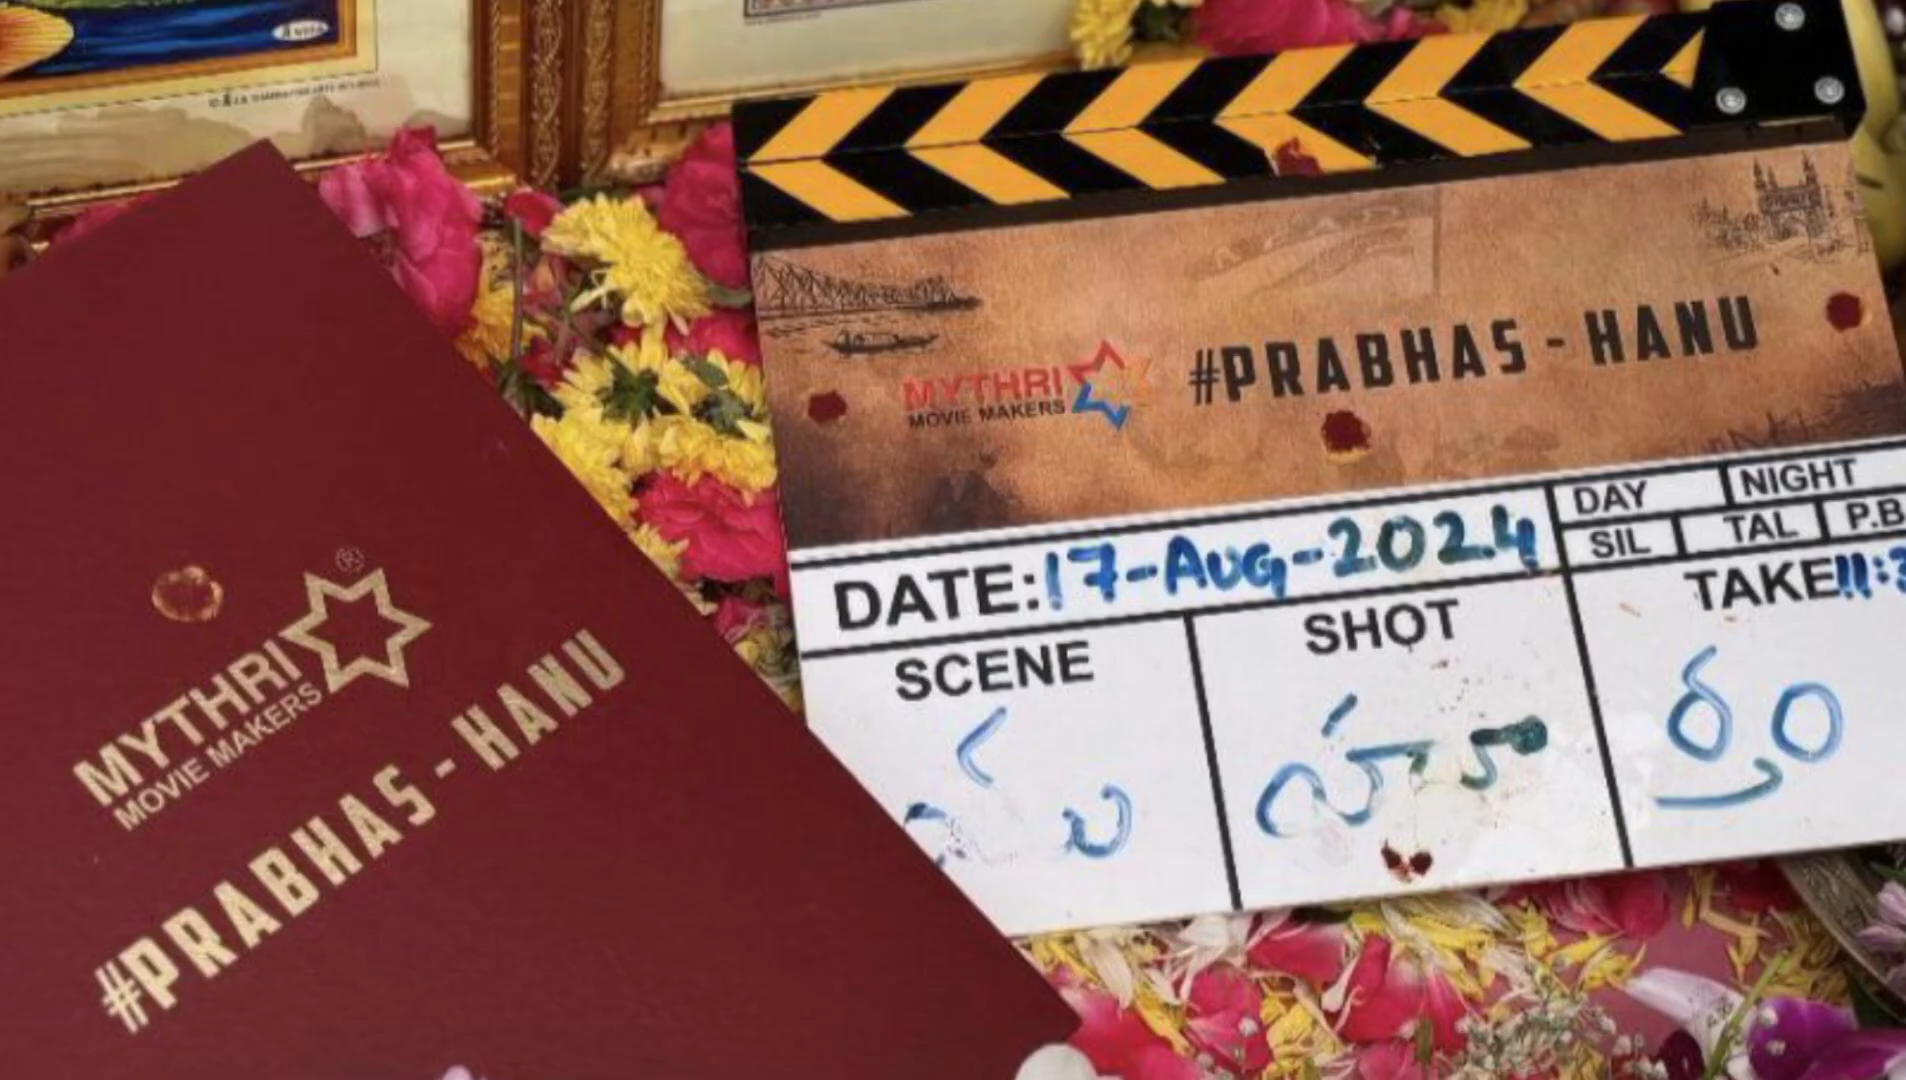 MYTHRI
MOVIE MAKERS
#PRABHAS - HANU
MYTHRI
MOVIE MAKERS
#PRABHAS - HANU
DATE: 17-Aug-2024
DAY NIGHT
SIL TAL P.B
SCENE SHOT TAKE